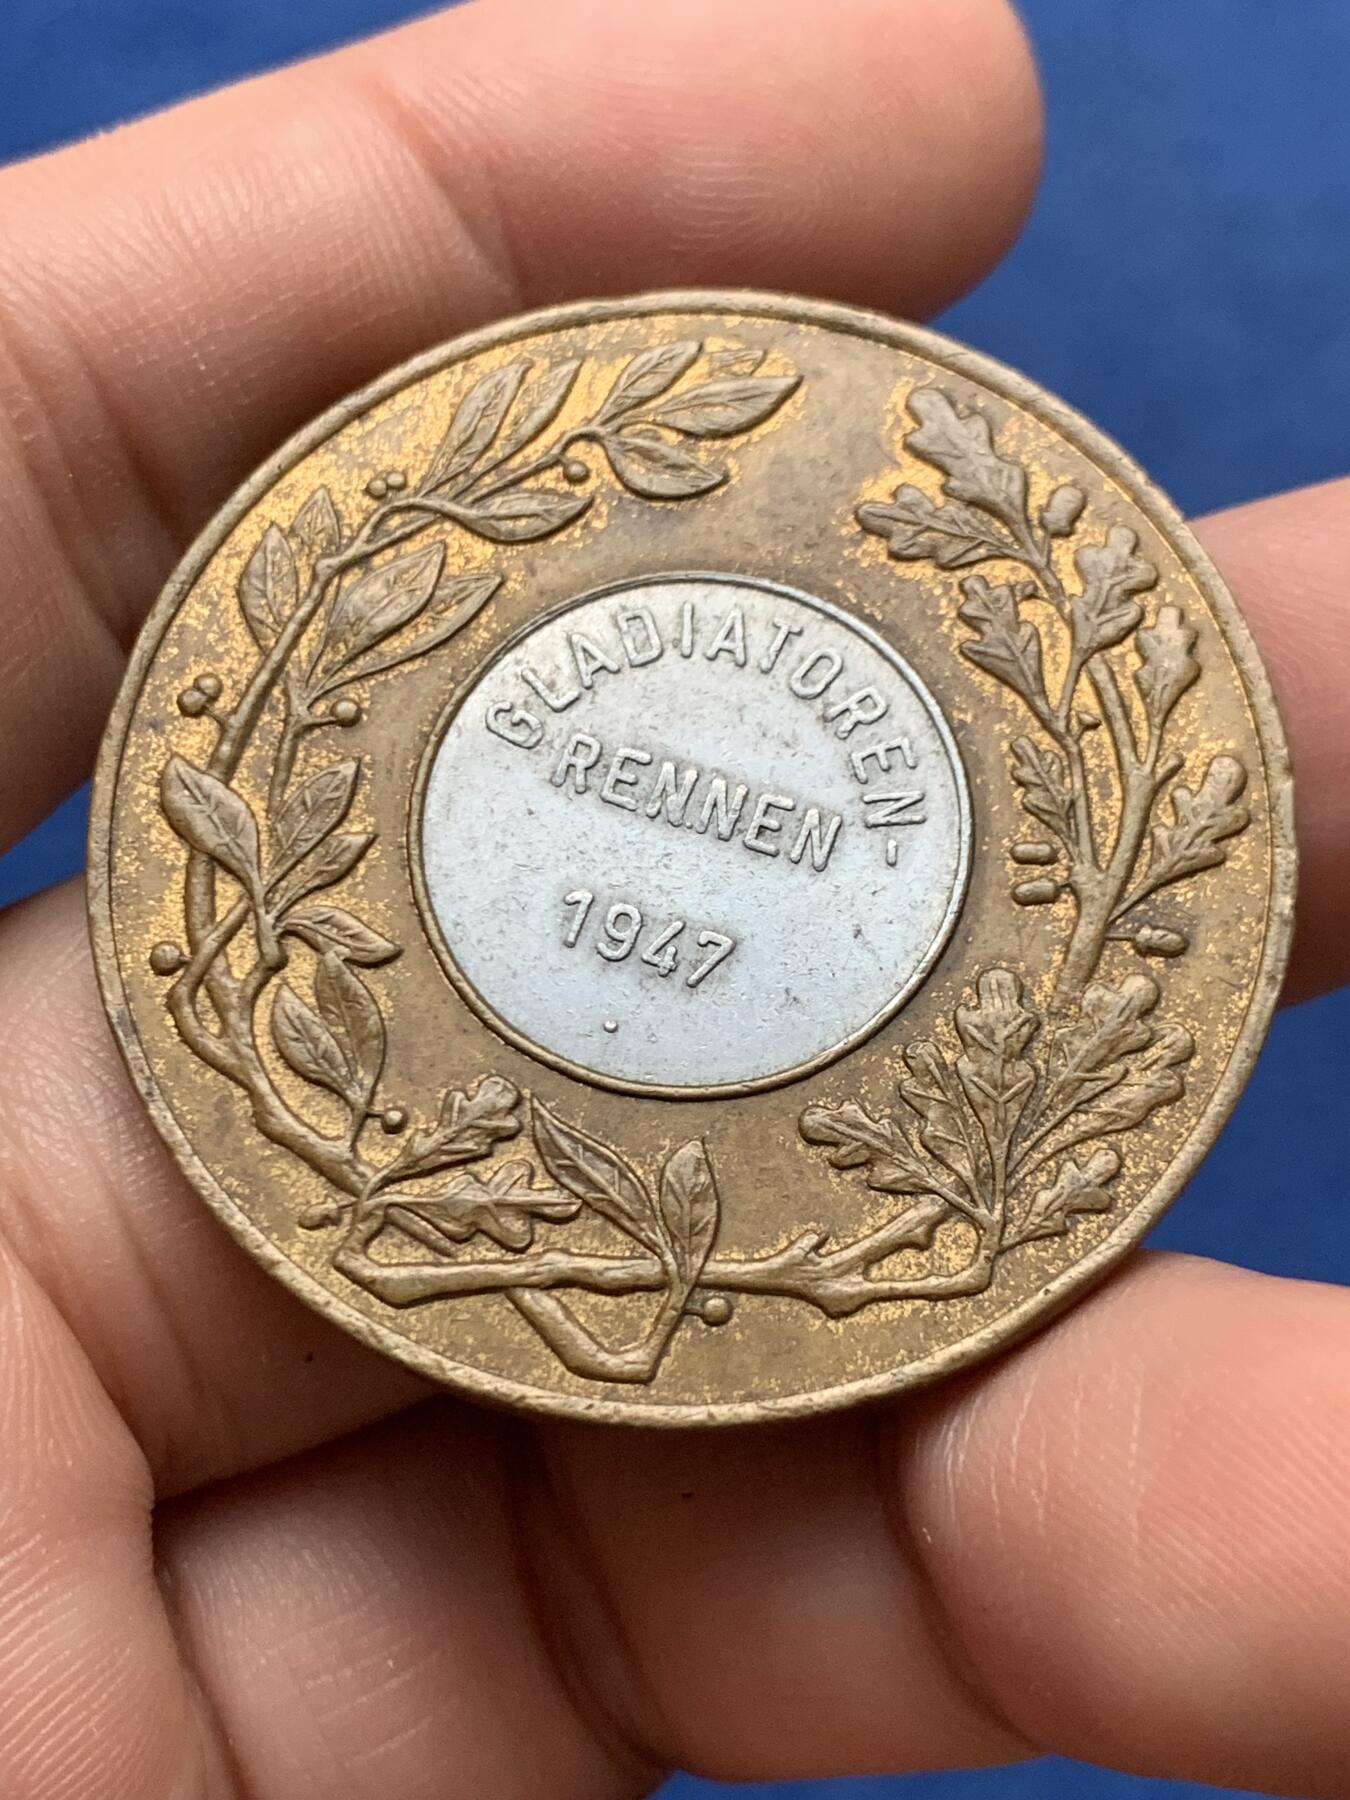 GLADIATOREN-
RENNEN
1947